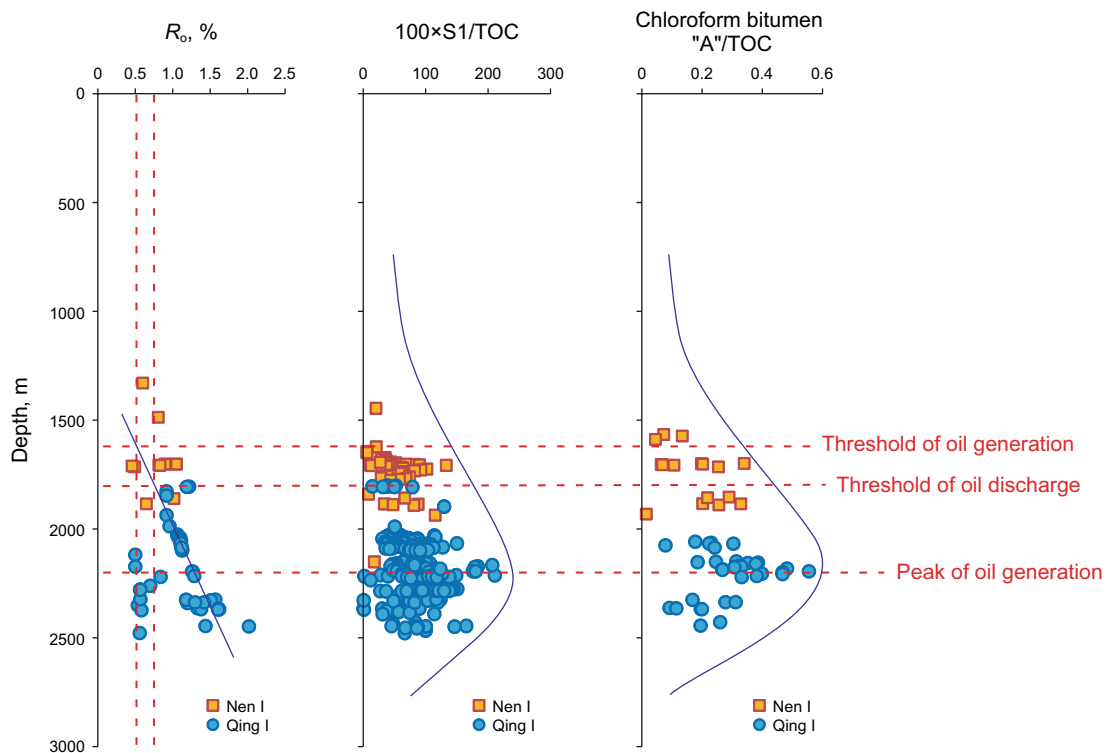 Rₒ, %
100×S1/TOC
Chloroform bitumen
"A"/TOC
0 0.5 1.0 1.5 2.0 2.5
0 100 200 300
0 0.2 0.4 0.6
Depth, m
0
500
1000
1500
2000
2500
3000
Threshold of oil generation
Threshold of oil discharge
Peak of oil generation
Nen I
Qing I
Nen I
Qing I
Nen I
Qing I